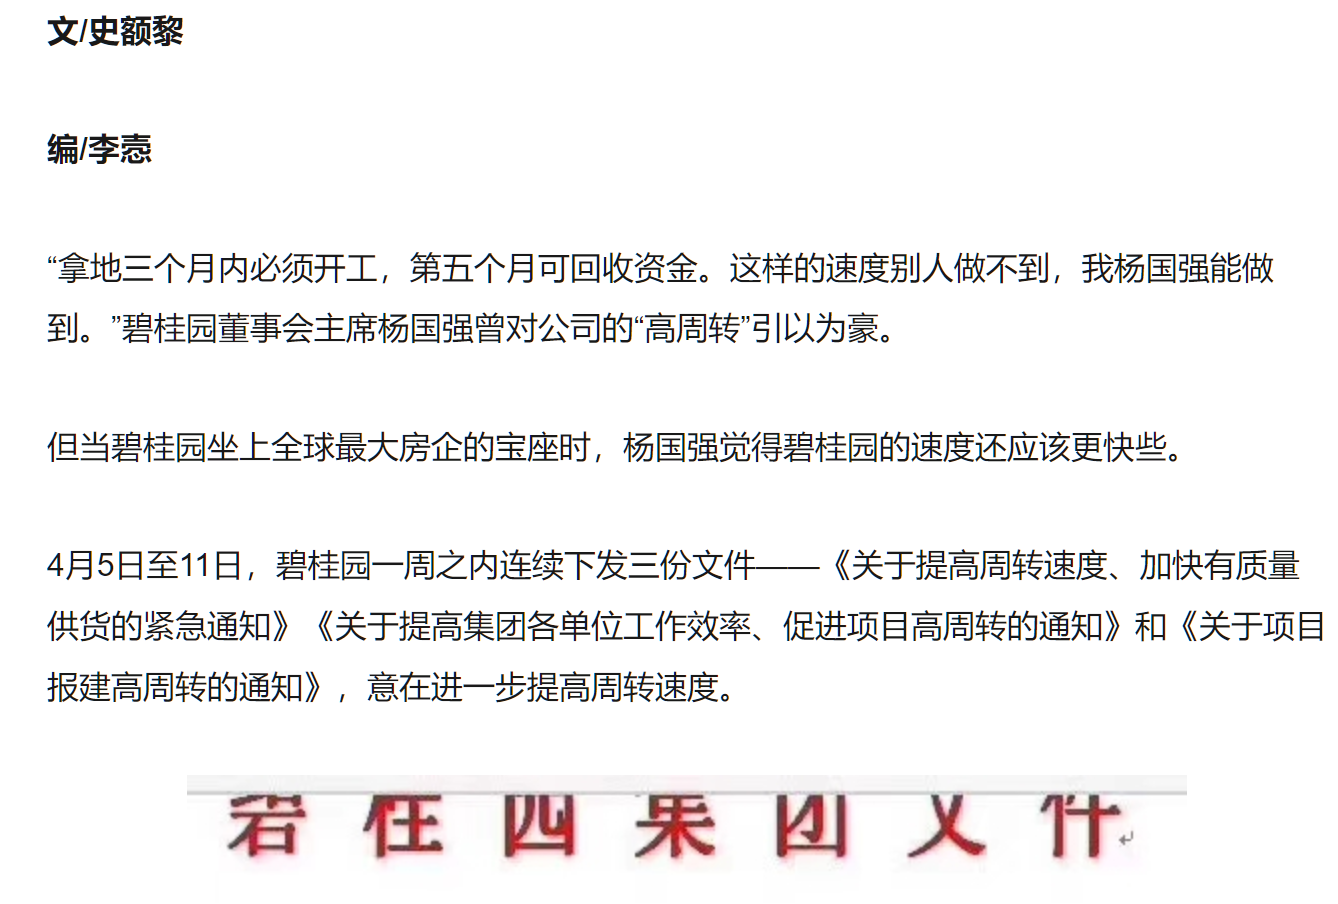 文/史额黎
编/李悫
“拿地三个月内必须开工，第五个月可回收资金。这样的速度别人做不到，我杨国强能做
到。”碧桂园董事会主席杨国强曾对公司的“高周转”引以为豪。
但当碧桂园坐上全球最大房企的宝座时，杨国强觉得碧桂园的速度还应该更快些。
4月5日至11日，碧桂园一周之内连续下发三份文件——《关于提高周转速度、加快有质量
供货的紧急通知》《关于提高集团各单位工作效率、促进项目高周转的通知》和《关于项目
报建高周转的通知》，意在进一步提高周转速度。
碧桂园集团文件